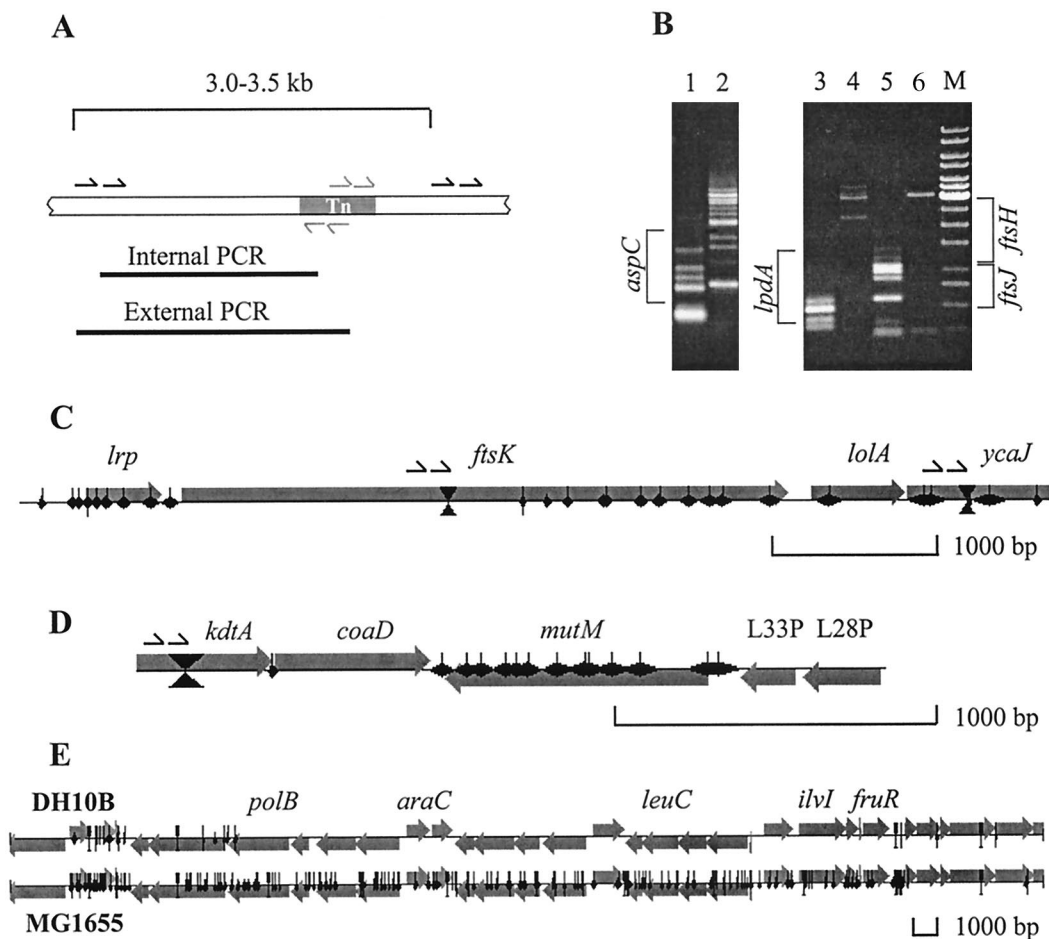 A
3.0-3.5 kb
Tn
Internal PCR
External PCR
B
1 2 3 4 5 6 M
aspC
lpdA
ftsH
ftsJ
C
lrp ftsK lolA ycaJ
1000 bp
D
kdtA coaD mutM L33P L28P
1000 bp
E
DH10B polB araC leuC ilvI fruR
MG1655
1000 bp